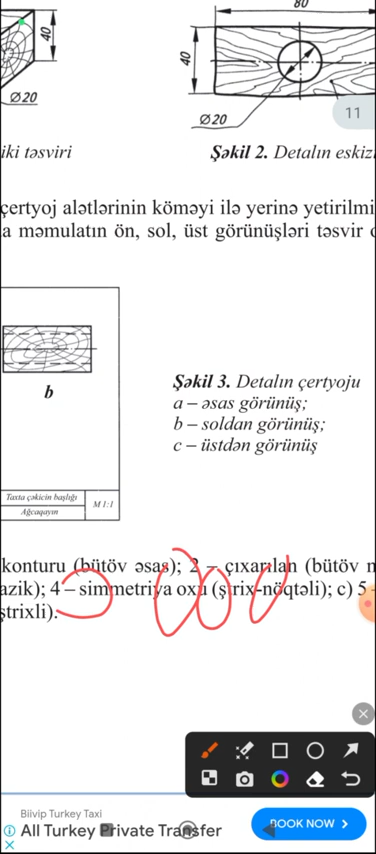 80
40
40
Ø20
Ø20
11
iki təsviri
Şəkil 2. Detalın eskiz
çertyoj alətlərinin köməyi ilə yerinə yetirilmi
a məmulatın ön, sol, üst görünüşləri təsvir
b
Şəkil 3. Detalın çertyoju
a – əsas görünüş;
b – soldan görünüş;
c – üstdən görünüş
Taxta çəkicin başlığı
M 1:1
Ağcaqayın
konturu (bütöv əsas); 2 – çıxarılan (bütöv n
azik); 4 – simmetriya oxu (ştrix-nöqtəli); c) 5
ştrixli).
Biivip Turkey Taxi
All Turkey Private Transfer
BOOK NOW